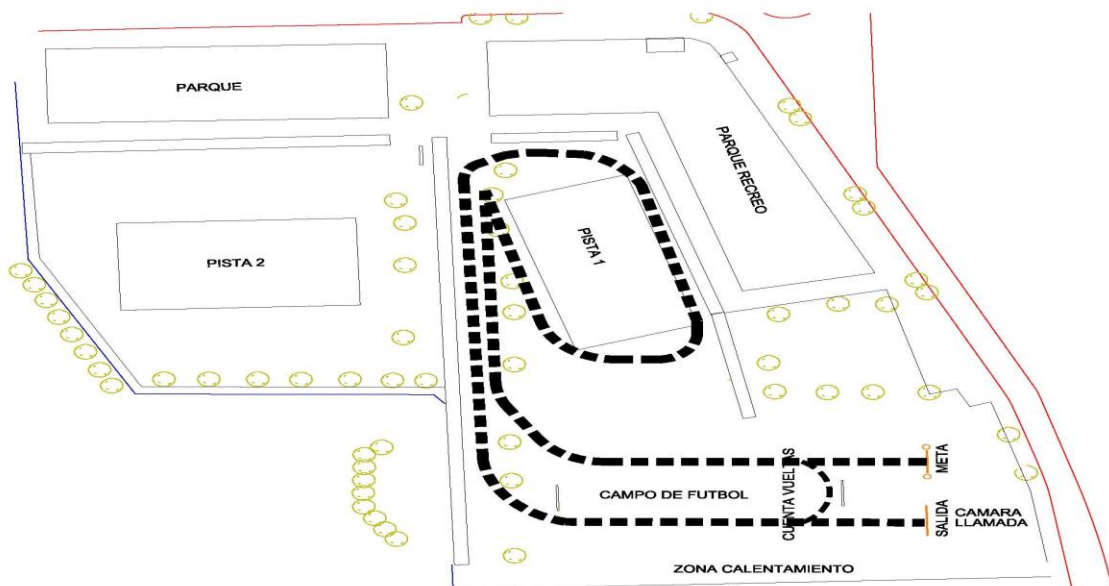 PARQUE
PARQUE RECREO
PISTA 1
PISTA 2
CUENTA VUELTAS
META
CAMPO DE FUTBOL
SALIDA
CAMARA
LLAMADA
ZONA CALENTAMIENTO